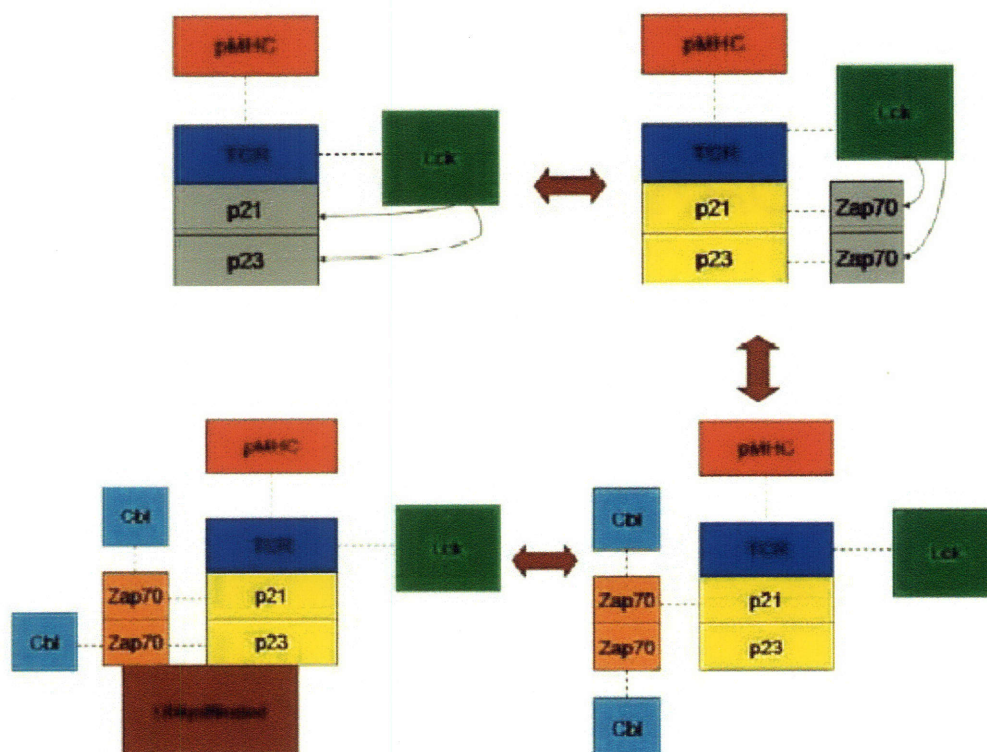 pMHC
pMHC
TCR
Lck
p21
p23
TCR
Lck
p21
Zap70
p23
Zap70
pMHC
Cbl
TCR
Lck
Zap70
p21
Cbl
Zap70
p23
Ubiquitinated
pMHC
Cbl
TCR
Lck
Zap70
p21
Zap70
p23
Cbl